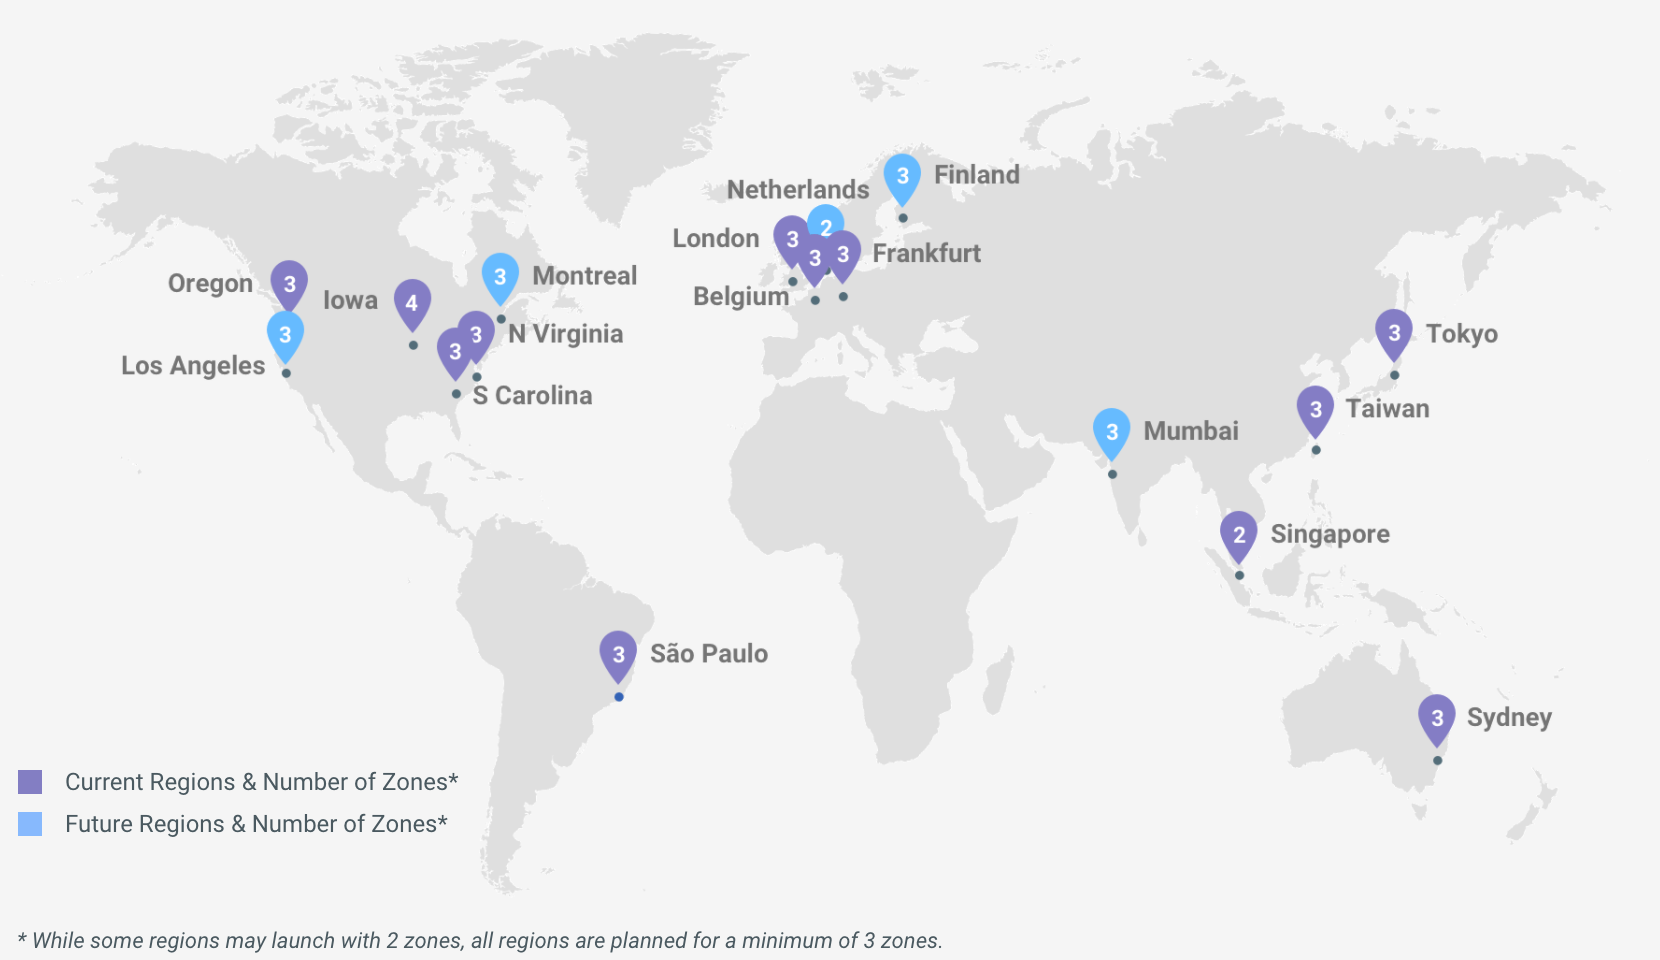 3 Finland
Netherlands
2
London 3
3 Frankfurt
3
Belgium
Oregon 3
3 Montreal
Iowa 4
3 N Virginia
3
Los Angeles
3
S Carolina
3 Tokyo
3 Taiwan
3 Mumbai
2 Singapore
3 São Paulo
3 Sydney
Current Regions & Number of Zones*
Future Regions & Number of Zones*
* While some regions may launch with 2 zones, all regions are planned for a minimum of 3 zones.